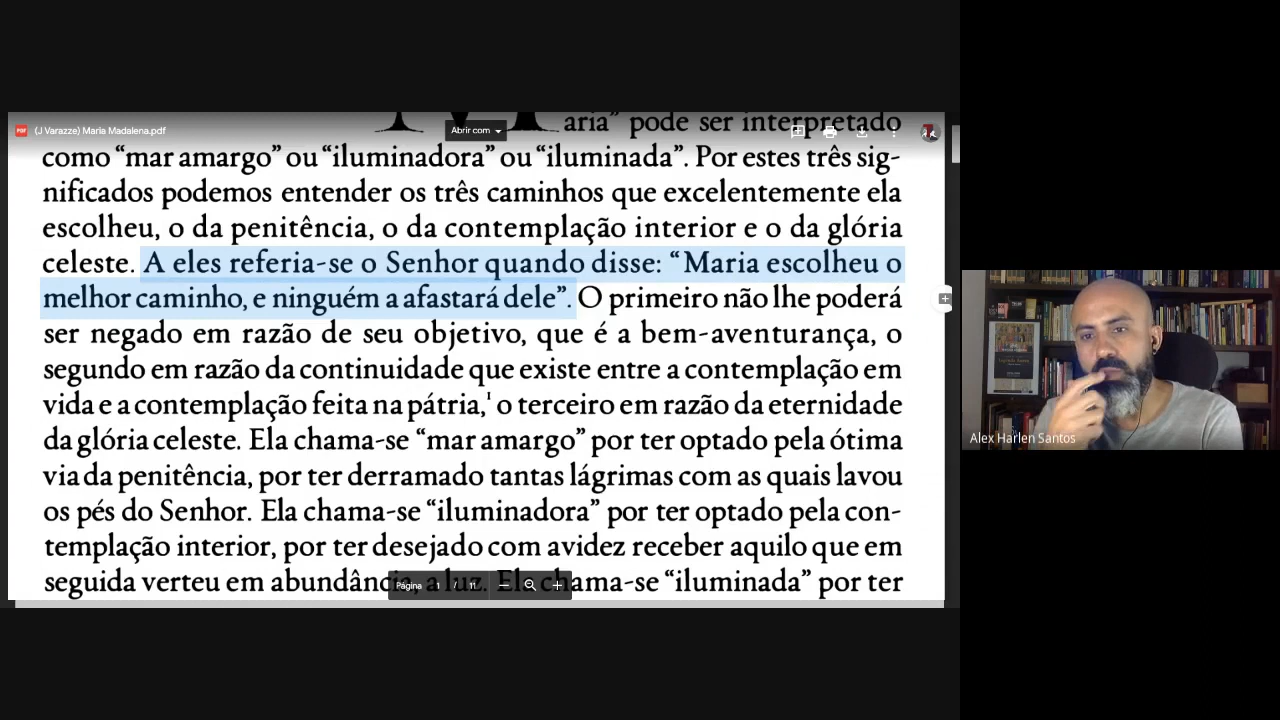 (J Varazze) Maria Madalena.pdf
Abrir com
aria” pode ser interpretado
como “mar amargo” ou “iluminadora” ou “iluminada”. Por estes três sig-
nificados podemos entender os três caminhos que excelentemente ela
escolheu, o da penitência, o da contemplação interior e o da glória
celeste. A eles referia-se o Senhor quando disse: “Maria escolheu o
melhor caminho, e ninguém a afastará dele”. O primeiro não lhe poderá
ser negado em razão de seu objetivo, que é a bem-aventurança, o
segundo em razão da continuidade que existe entre a contemplação em
vida e a contemplação feita na pátria,¹ o terceiro em razão da eternidade
da glória celeste. Ela chama-se “mar amargo” por ter optado pela ótima
via da penitência, por ter derramado tantas lágrimas com as quais lavou
os pés do Senhor. Ela chama-se “iluminadora” por ter optado pela con-
templação interior, por ter desejado com avidez receber aquilo que em
seguida verteu em abundância, a luz. Ela chama-se “iluminada” por ter
Página 1 / 11
Alex Harlen Santos